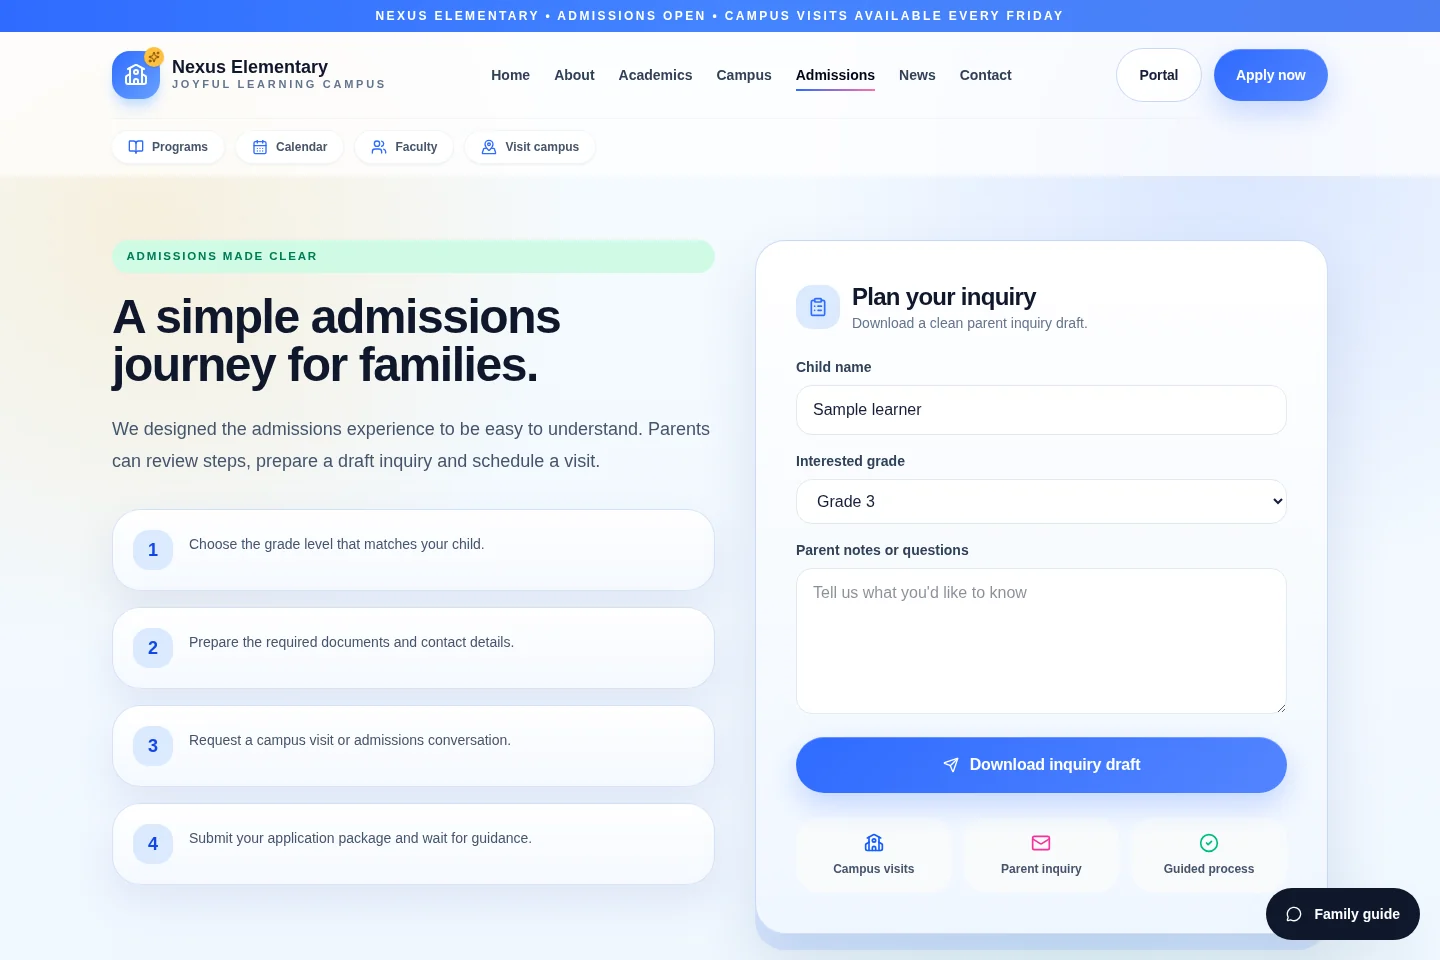 NEXUS ELEMENTARY • ADMISSIONS OPEN • CAMPUS VISITS AVAILABLE EVERY FRIDAY
Nexus Elementary
JOYFUL LEARNING CAMPUS
Home
About
Academics
Campus
Admissions
News
Contact
Portal
Apply now
Programs
Calendar
Faculty
Visit campus
ADMISSIONS MADE CLEAR
A simple admissions
journey for families.
We designed the admissions experience to be easy to understand. Parents
can review steps, prepare a draft inquiry and schedule a visit.
1
Choose the grade level that matches your child.
2
Prepare the required documents and contact details.
3
Request a campus visit or admissions conversation.
4
Submit your application package and wait for guidance.
Plan your inquiry
Download a clean parent inquiry draft.
Child name
Sample learner
Interested grade
Grade 3
Parent notes or questions
Tell us what you'd like to know
Download inquiry draft
Campus visits
Parent inquiry
Guided process
Family guide